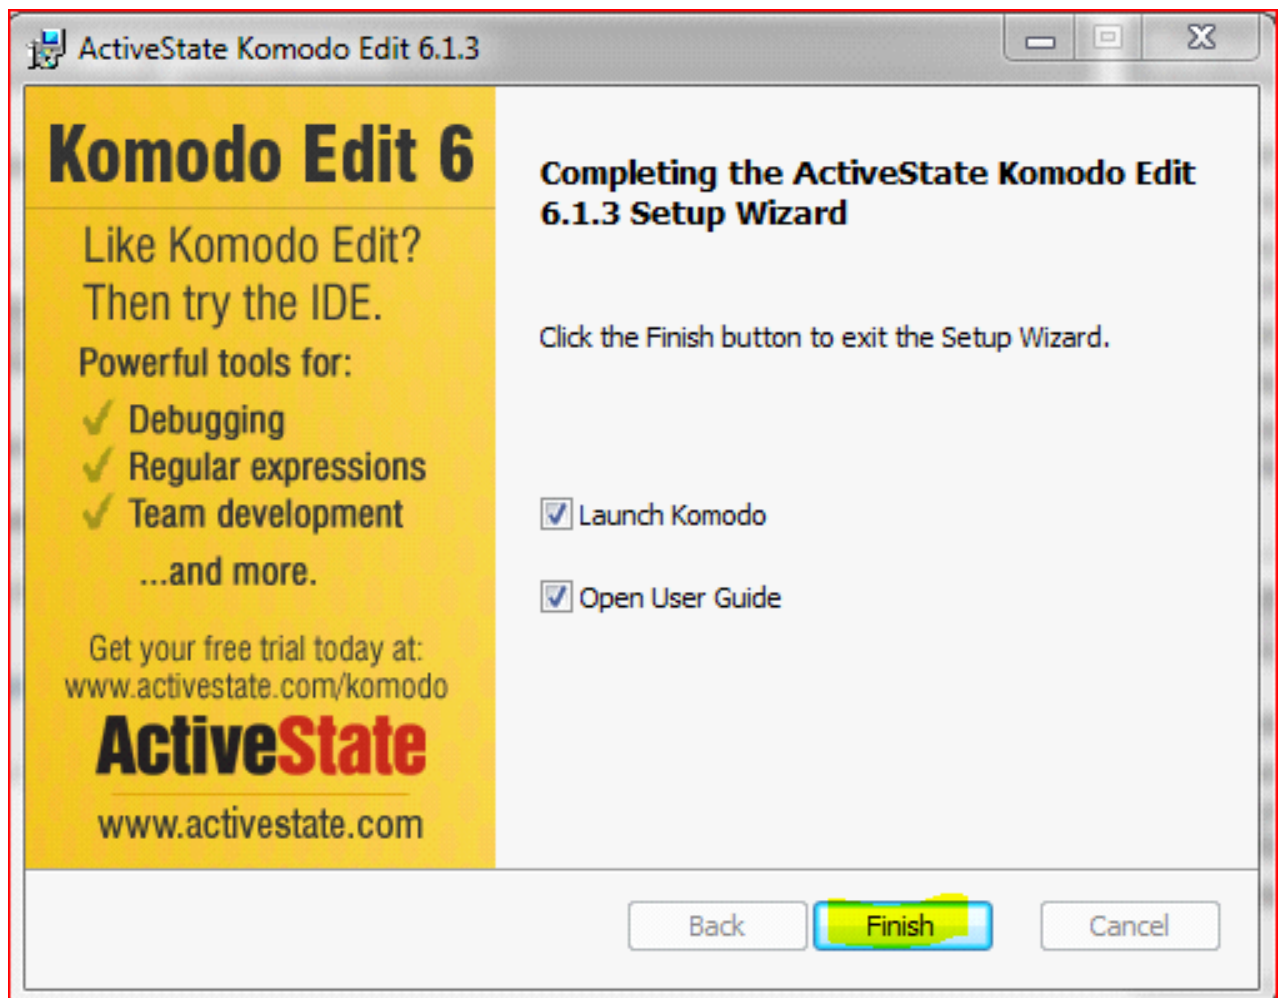 ActiveState Komodo Edit 6.1.3
Komodo Edit 6
Like Komodo Edit?
Then try the IDE.
Powerful tools for:
Debugging
Regular expressions
Team development
...and more.
Get your free trial today at:
www.activestate.com/komodo
ActiveState
www.activestate.com
Completing the ActiveState Komodo Edit
6.1.3 Setup Wizard
Click the Finish button to exit the Setup Wizard.
Launch Komodo
Open User Guide
Back
Finish
Cancel